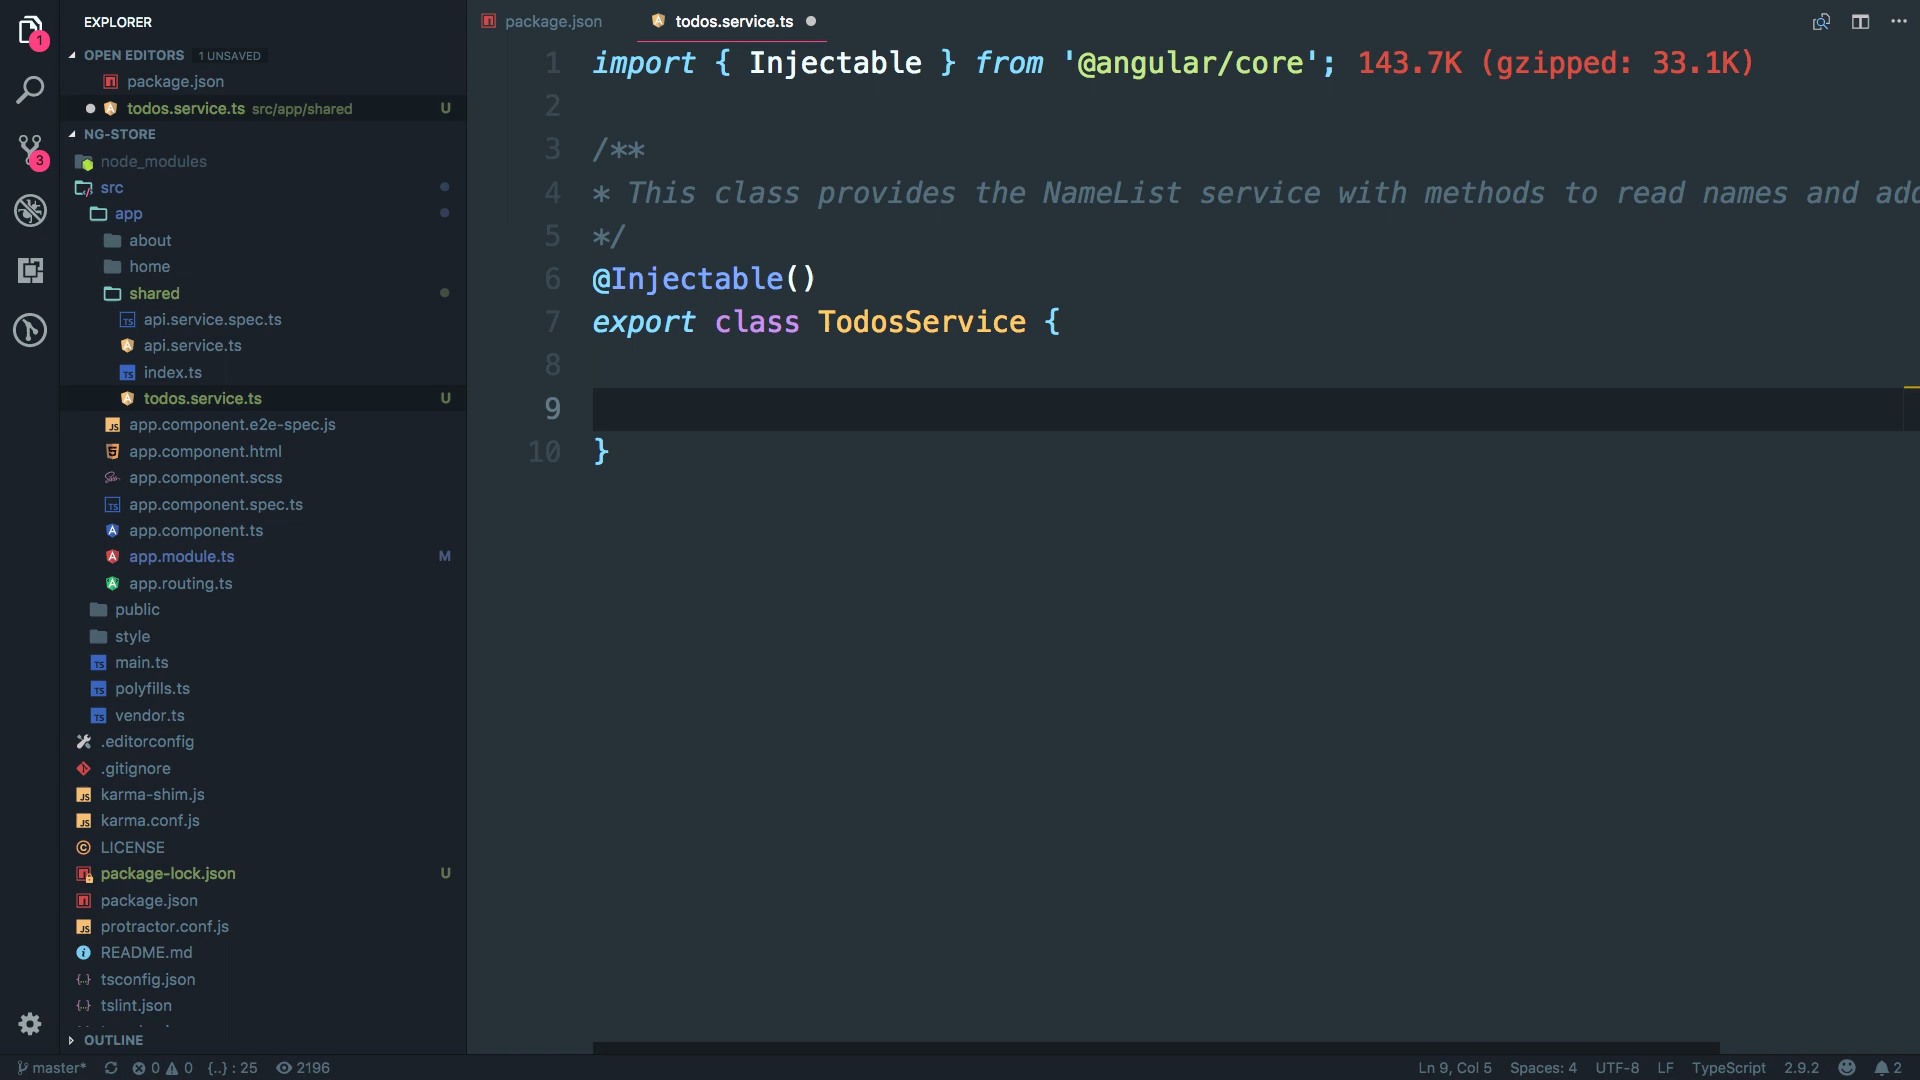 EXPLORER
OPEN EDITORS 1 UNSAVED
package.json
todos.service.ts src/app/shared U
NG-STORE
node_modules
src
app
about
home
shared
api.service.spec.ts
api.service.ts
index.ts
todos.service.ts U
app.component.e2e-spec.js
app.component.html
app.component.scss
app.component.spec.ts
app.component.ts
app.module.ts M
app.routing.ts
public
style
main.ts
polyfills.ts
vendor.ts
.editorconfig
.gitignore
karma-shim.js
karma.conf.js
LICENSE
package-lock.json U
package.json
protractor.conf.js
README.md
tsconfig.json
tslint.json
OUTLINE
1
3
package.json todos.service.ts
1 import { Injectable } from '@angular/core'; 143.7K (gzipped: 33.1K)
2
3 /**
4 * This class provides the NameList service with methods to read names and add
5 */
6 @Injectable()
7 export class TodosService {
8
9
10 }
master* 0 0 {..} : 25 2196 Ln 9, Col 5 Spaces: 4 UTF-8 LF TypeScript 2.9.2 2